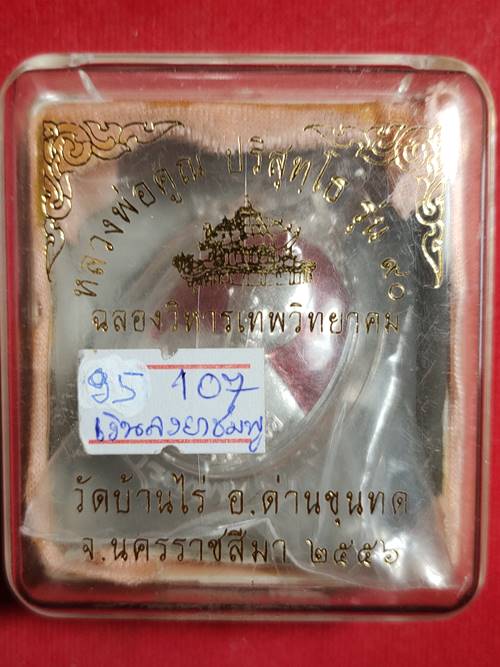 หลวงพ่อคูณ ปริสุทฺโธ รุ่น ๙๐
ฉลองวิหารเทพวิทยาคม
95 107
เงินลงยาชมพู
วัดบ้านไร่ อ.ด่านขุนทด
จ.นครราชสีมา ๒๕๕๖